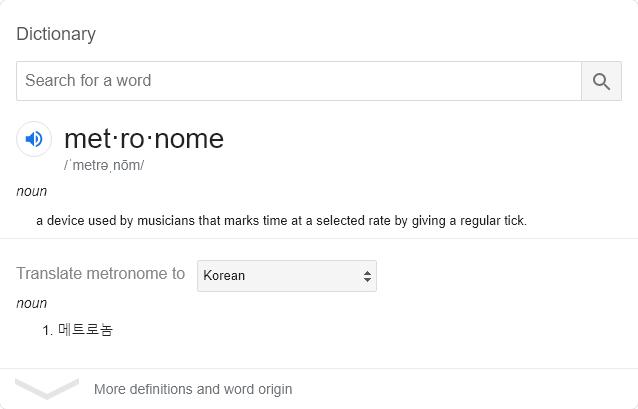 Dictionary
Search for a word
met·ro·nome
/ˈmetrəˌnōm/
noun
a device used by musicians that marks time at a selected rate by giving a regular tick.
Translate metronome to Korean
noun
1. 메트로놈
More definitions and word origin